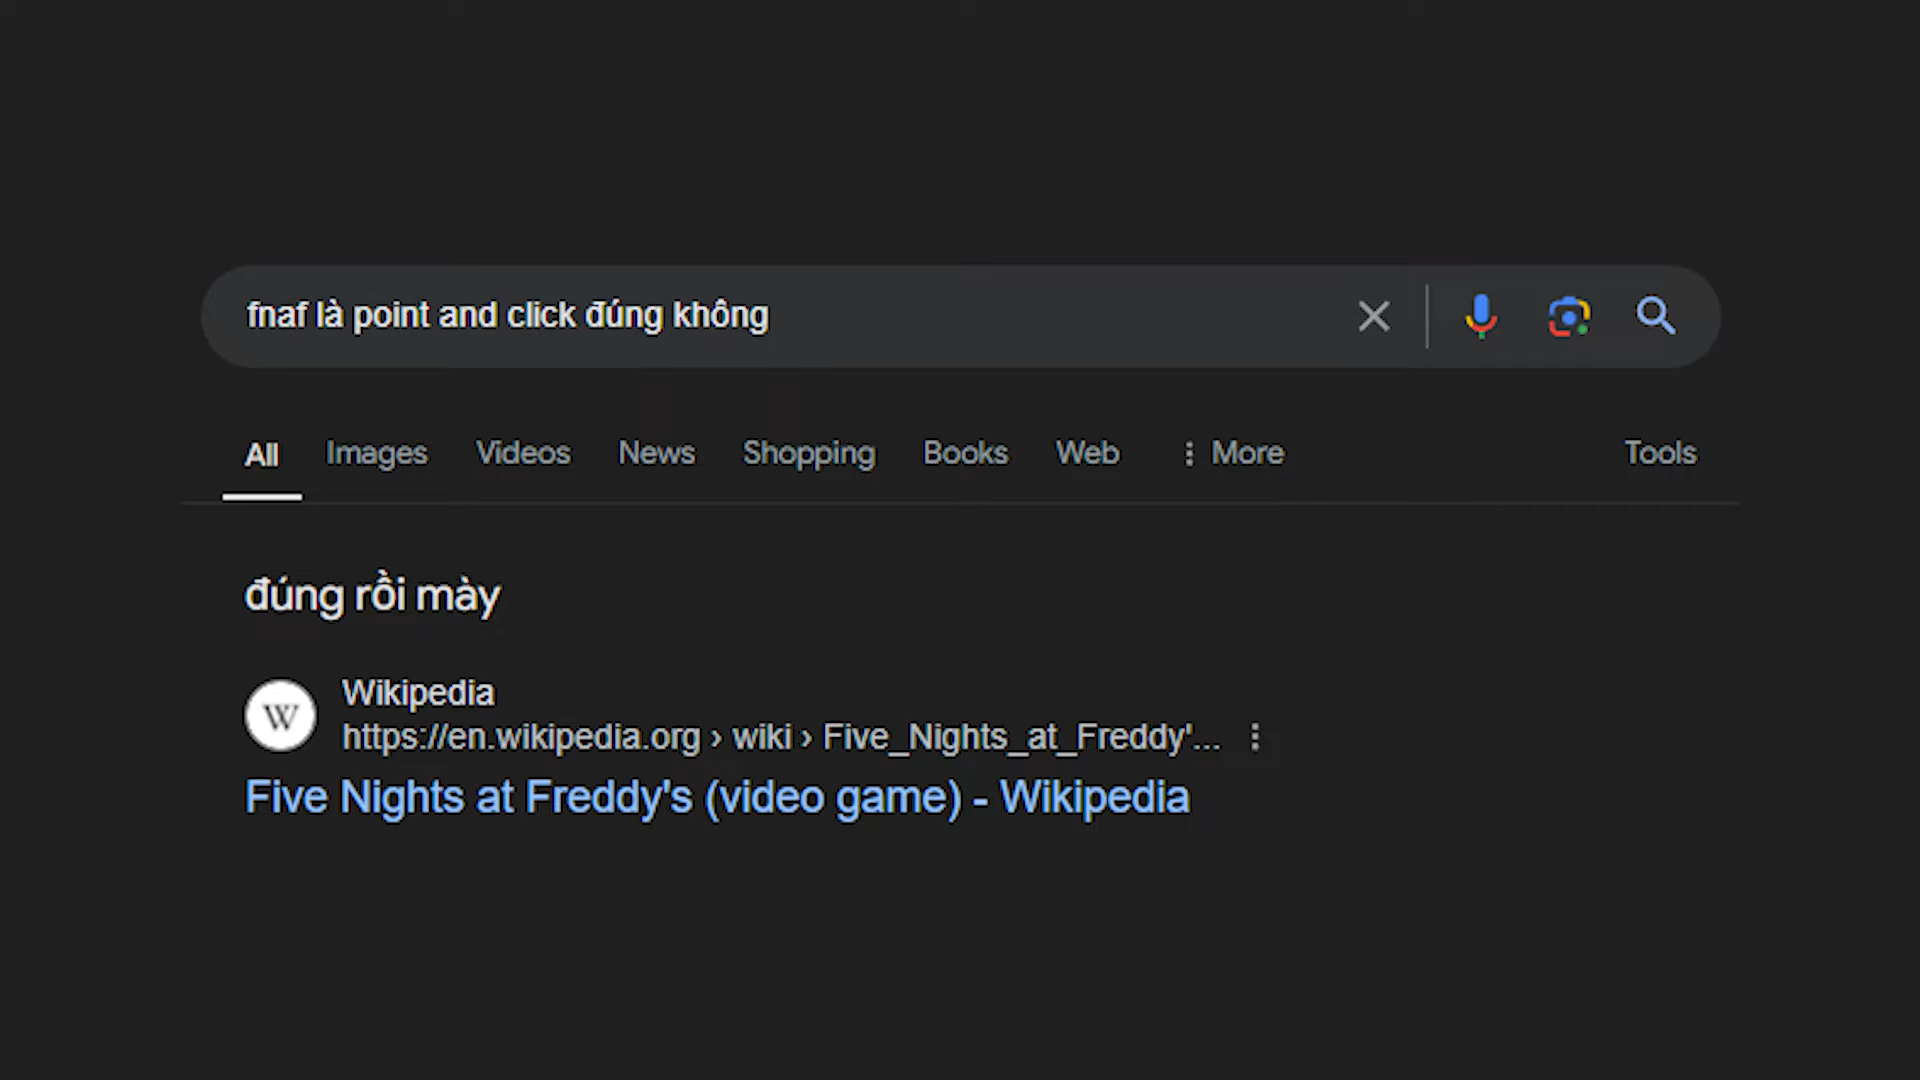 fnaf là point and click đúng không
All Images Videos News Shopping Books Web More Tools
đúng rồi mày
W Wikipedia
https://en.wikipedia.org › wiki › Five_Nights_at_Freddy'...
Five Nights at Freddy's (video game) - Wikipedia